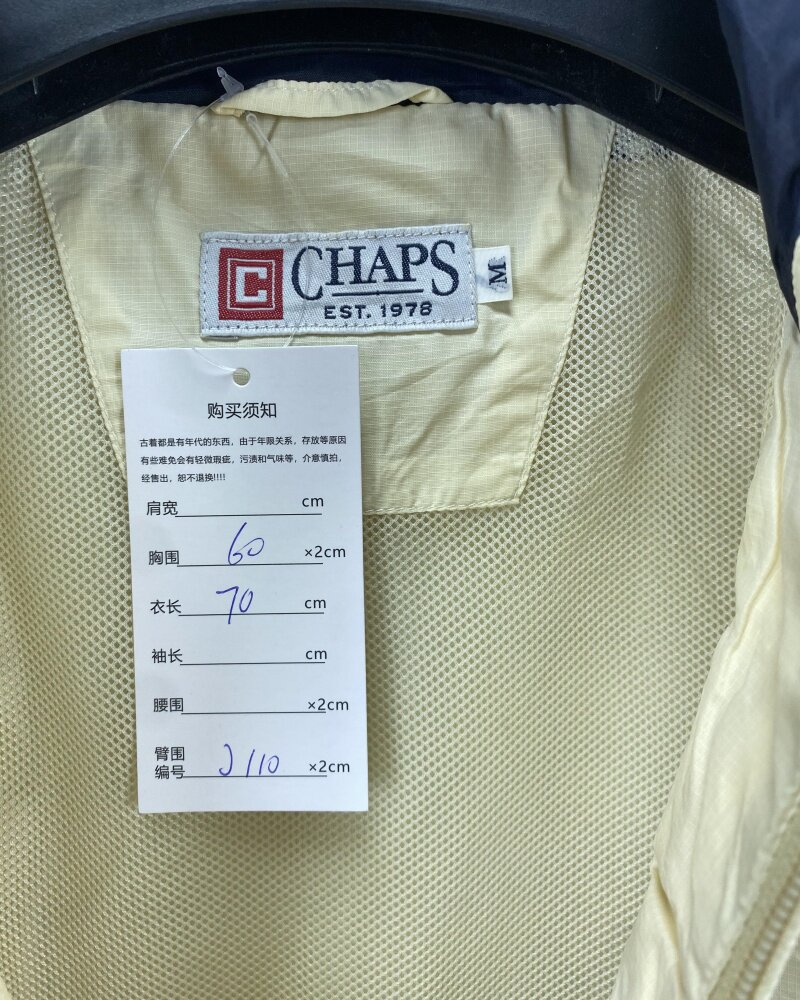 C CHAPS
EST. 1978
M
购买须知
古着都是有年代的东西，由于年限关系，存放等原因
有些难免会有轻微瑕疵，污渍和气味等，介意慎拍，
经售出，恕不退换!!!!
肩宽 cm
胸围 60 ×2cm
衣长 70 cm
袖长 cm
腰围 ×2cm
臂围
编号 J110 ×2cm